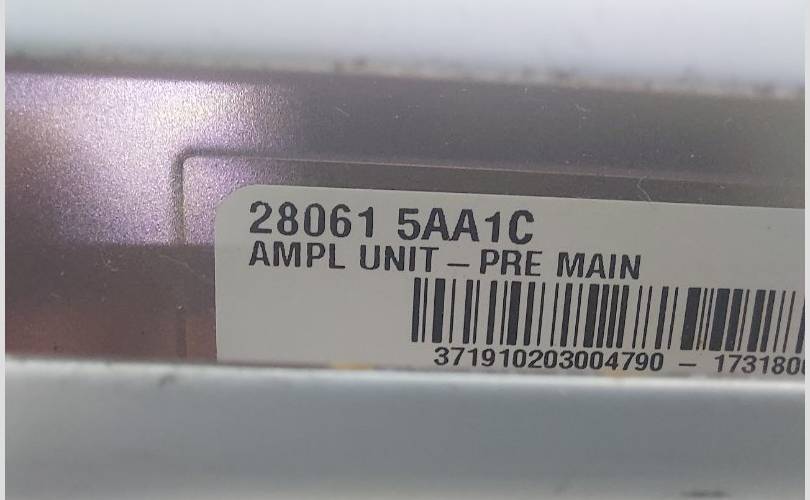 28061 5AA1C
AMPL UNIT – PRE MAIN
371910203004790 – 173180